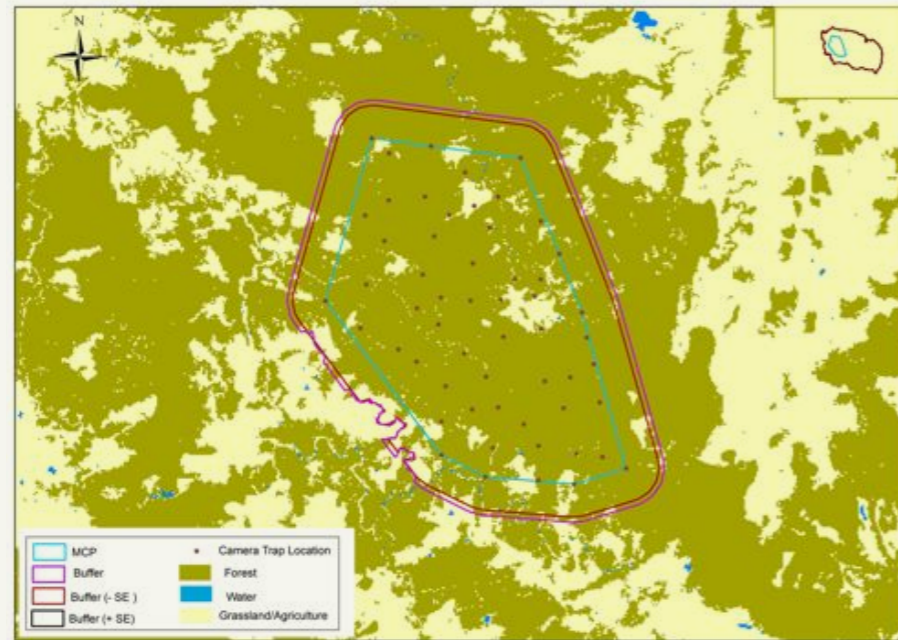 N
MCP
Buffer
Buffer (- SE )
Buffer (+ SE)
Camera Trap Location
Forest
Water
Grassland/Agriculture